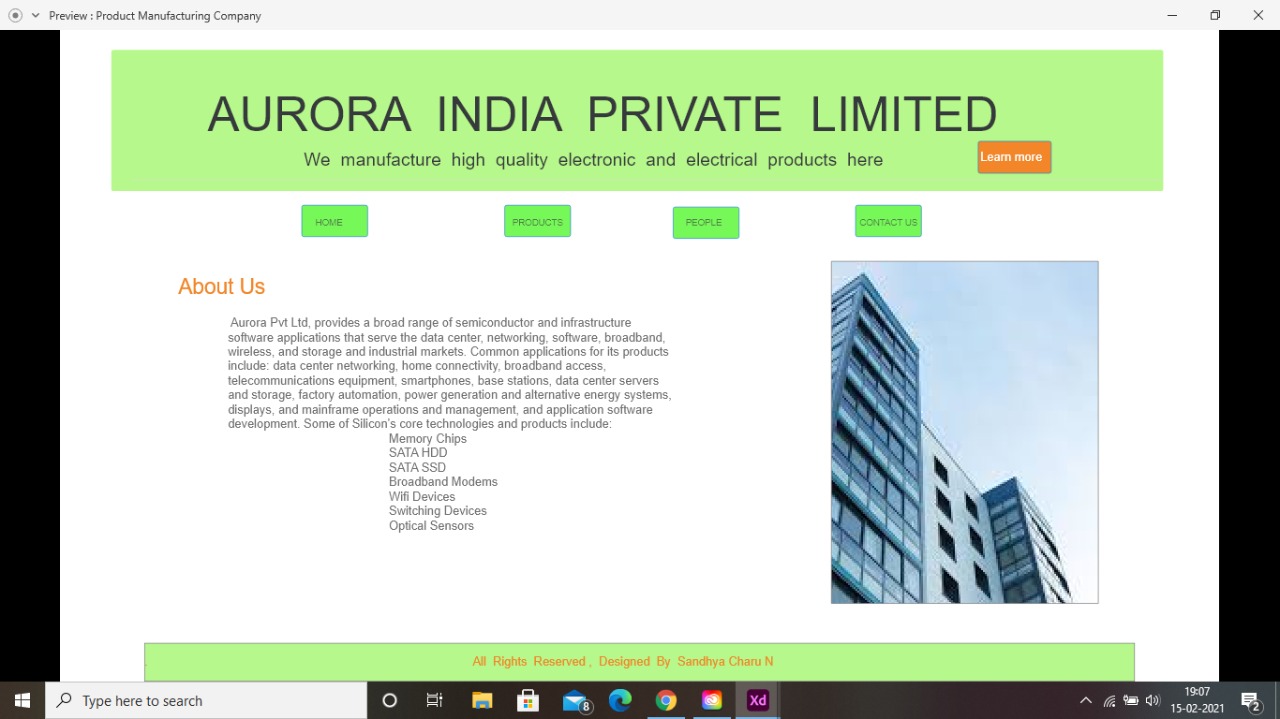 Preview : Product Manufacturing Company
AURORA INDIA PRIVATE LIMITED
We manufacture high quality electronic and electrical products here
Learn more
HOME
PRODUCTS
PEOPLE
CONTACT US
About Us
Aurora Pvt Ltd, provides a broad range of semiconductor and infrastructure
software applications that serve the data center, networking, software, broadband,
wireless, and storage and industrial markets. Common applications for its products
include: data center networking, home connectivity, broadband access,
telecommunications equipment, smartphones, base stations, data center servers
and storage, factory automation, power generation and alternative energy systems,
displays, and mainframe operations and management, and application software
development. Some of Silicon's core technologies and products include:
Memory Chips
SATA HDD
SATA SSD
Broadband Modems
Wifi Devices
Switching Devices
Optical Sensors
All Rights Reserved , Designed By Sandhya Charu N
Type here to search
8
Xd
19:07
15-02-2021
2